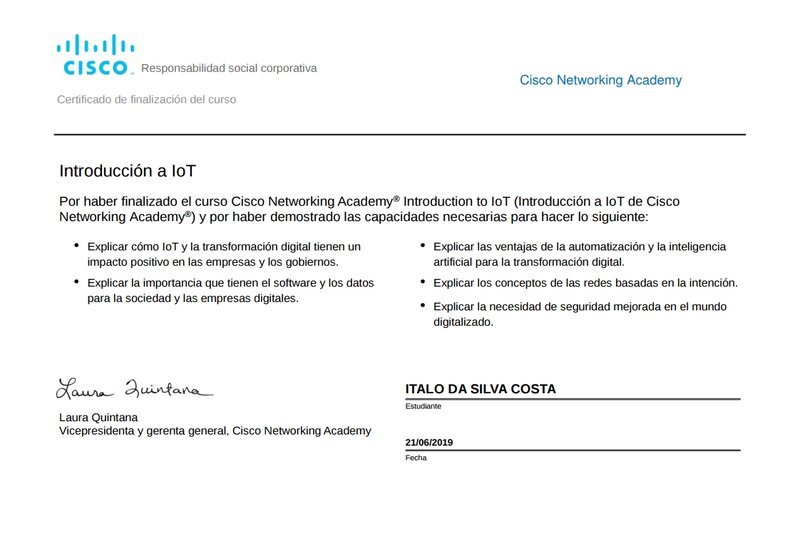 CISCO Responsabilidad social corporativa
Cisco Networking Academy
Certificado de finalización del curso
Introducción a IoT
Por haber finalizado el curso Cisco Networking Academy® Introduction to IoT (Introducción a IoT de Cisco
Networking Academy®) y por haber demostrado las capacidades necesarias para hacer lo siguiente:
• Explicar cómo IoT y la transformación digital tienen un
impacto positivo en las empresas y los gobiernos.
• Explicar la importancia que tienen el software y los datos
para la sociedad y las empresas digitales.
• Explicar las ventajas de la automatización y la inteligencia
artificial para la transformación digital.
• Explicar los conceptos de las redes basadas en la intención.
• Explicar la necesidad de seguridad mejorada en el mundo
digitalizado.
Laura Quintana
Laura Quintana
Vicepresidenta y gerenta general, Cisco Networking Academy
ITALO DA SILVA COSTA
Estudiante
21/06/2019
Fecha